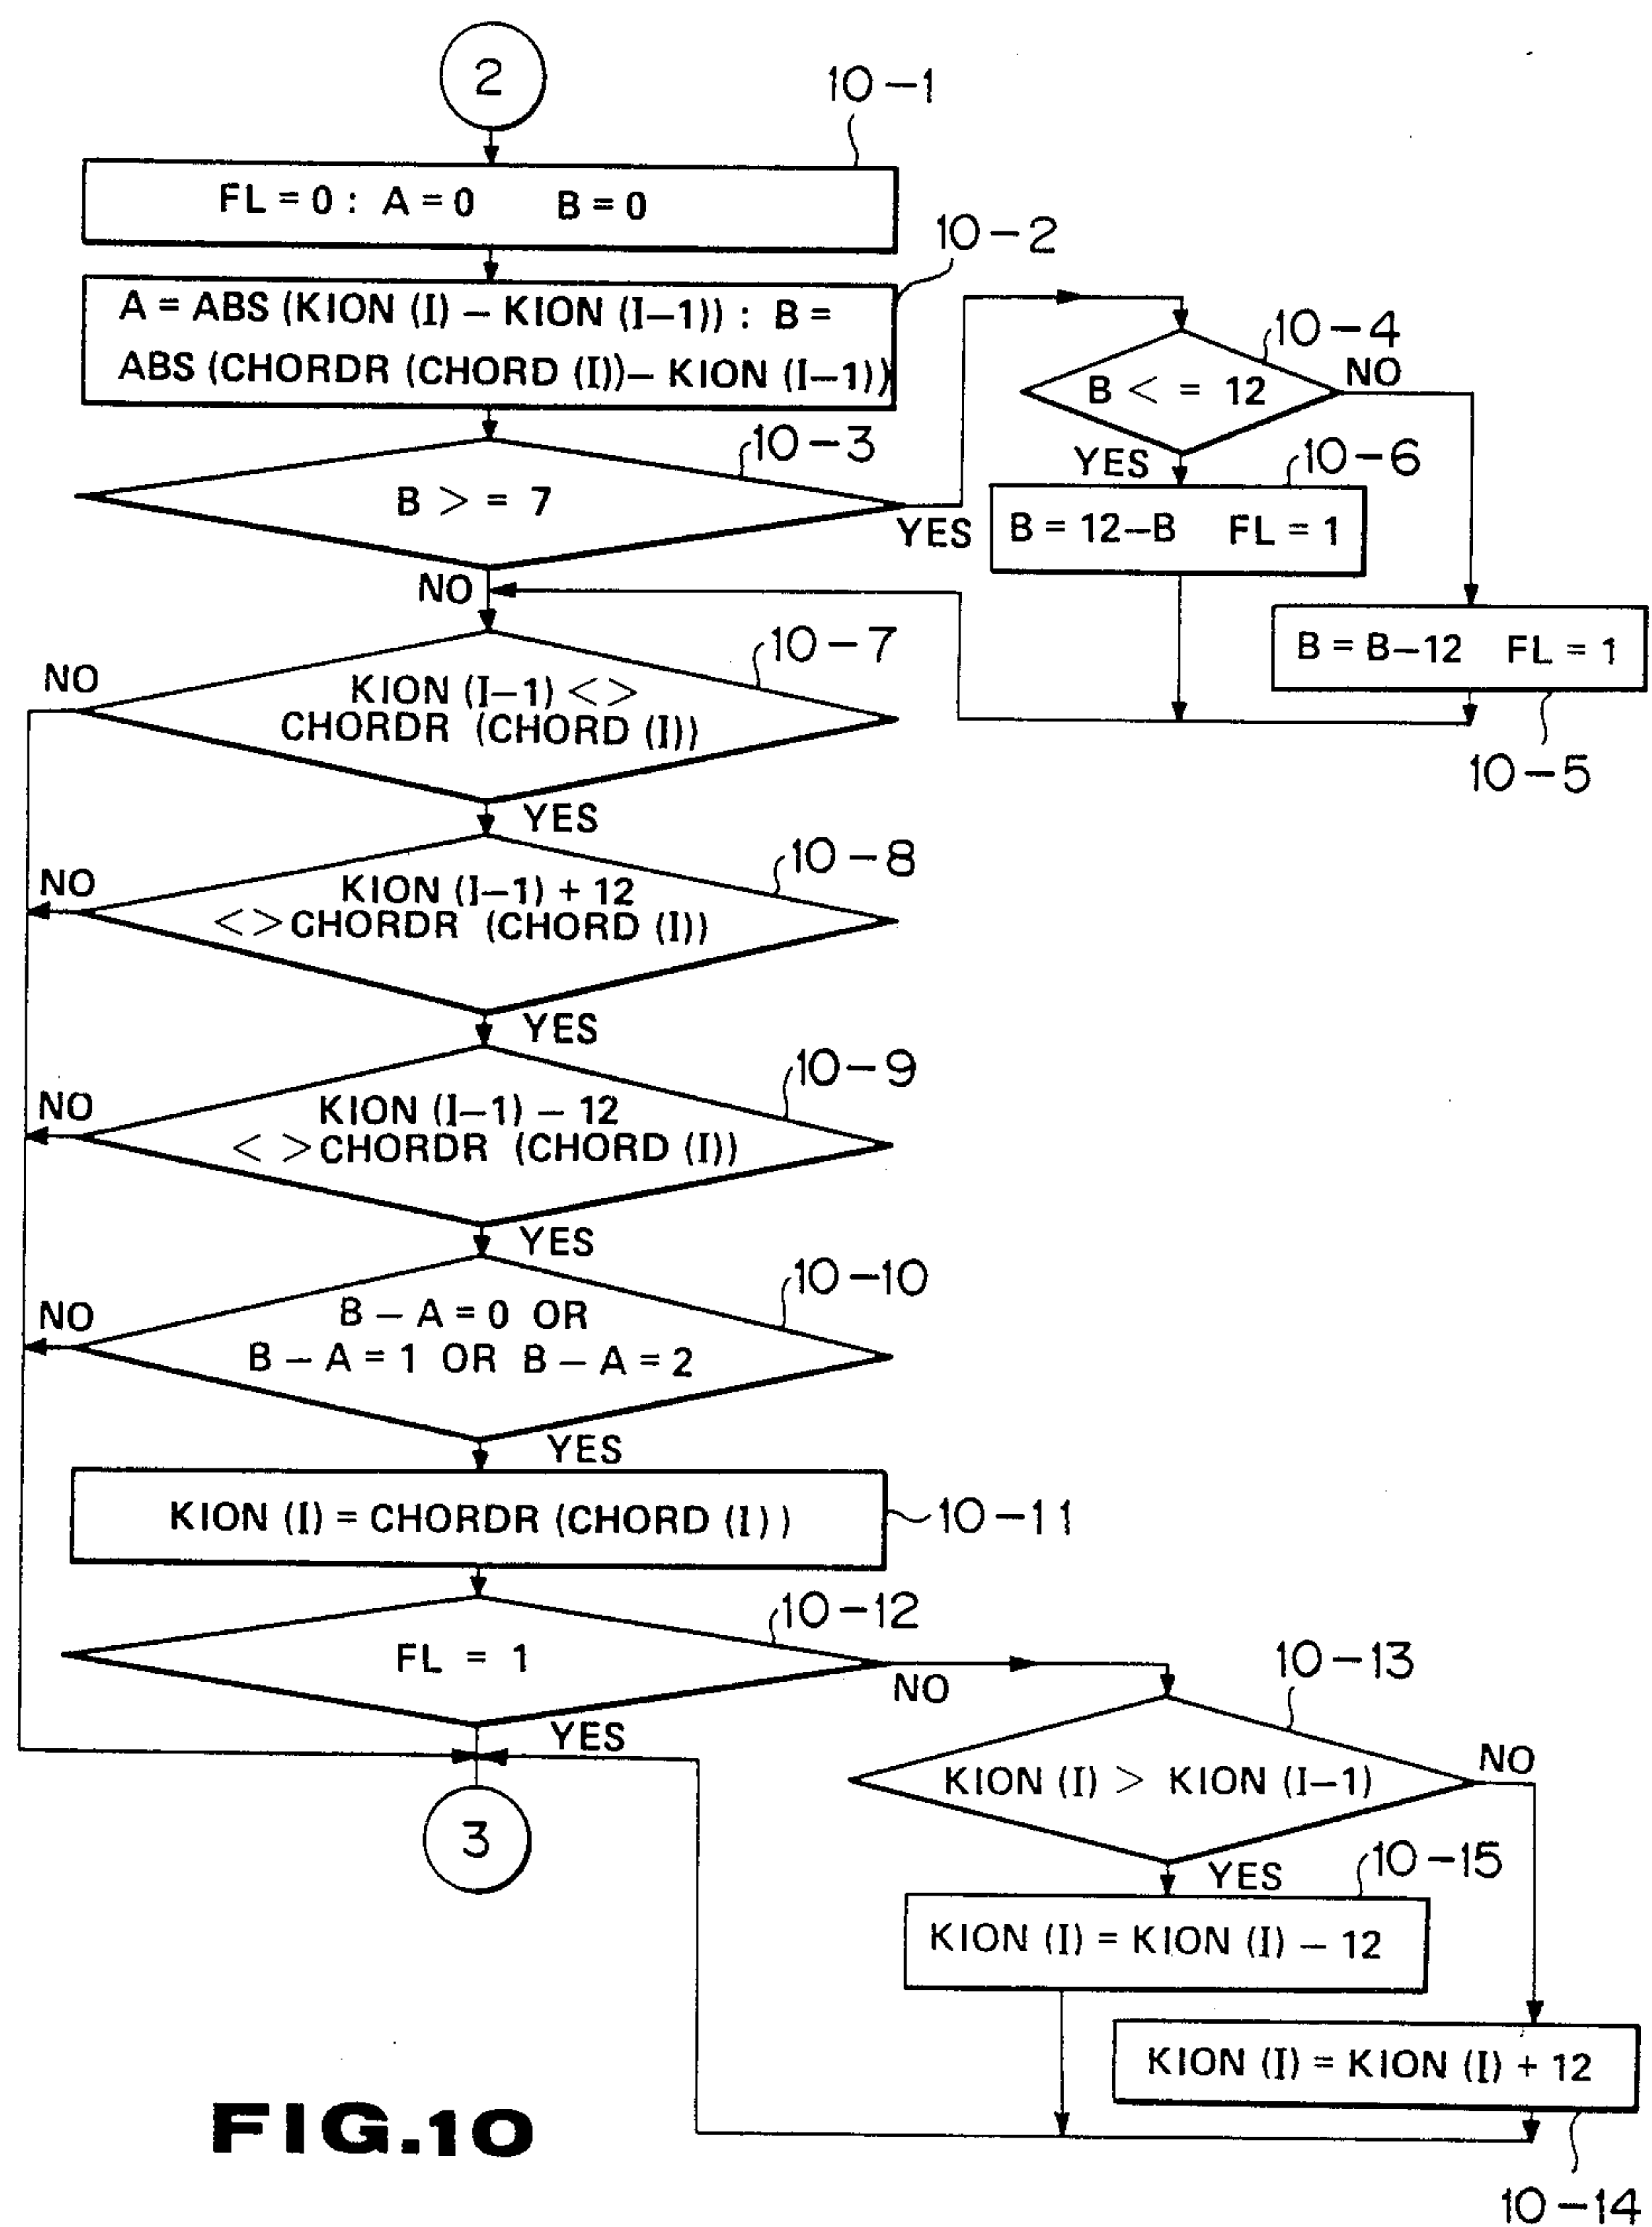 2
10-1
FL = 0 : A = 0 B = 0
10-2
A = ABS (KION (I) – KION (I–1)) : B =
ABS (CHORDR (CHORD (I))– KION (I–1))
10-3
B > = 7
YES
NO
10-4
B < = 12
NO
YES
10-6
B = 12–B FL = 1
B = B–12 FL = 1
10-5
10-7
NO
KION (I–1) <>
CHORDR (CHORD (I))
YES
10-8
NO
KION (I–1) + 12
<>CHORDR (CHORD (I))
YES
10-9
NO
KION (I–1) – 12
< >CHORDR (CHORD (I))
YES
10-10
NO
B – A = 0 OR
B – A = 1 OR B – A = 2
YES
KION (I) = CHORDR (CHORD (I))
10-11
10-12
FL = 1
NO
YES
3
10-13
KION (I) > KION (I–1)
NO
YES
10-15
KION (I) = KION (I) – 12
KION (I) = KION (I) + 12
10-14
FIG.10